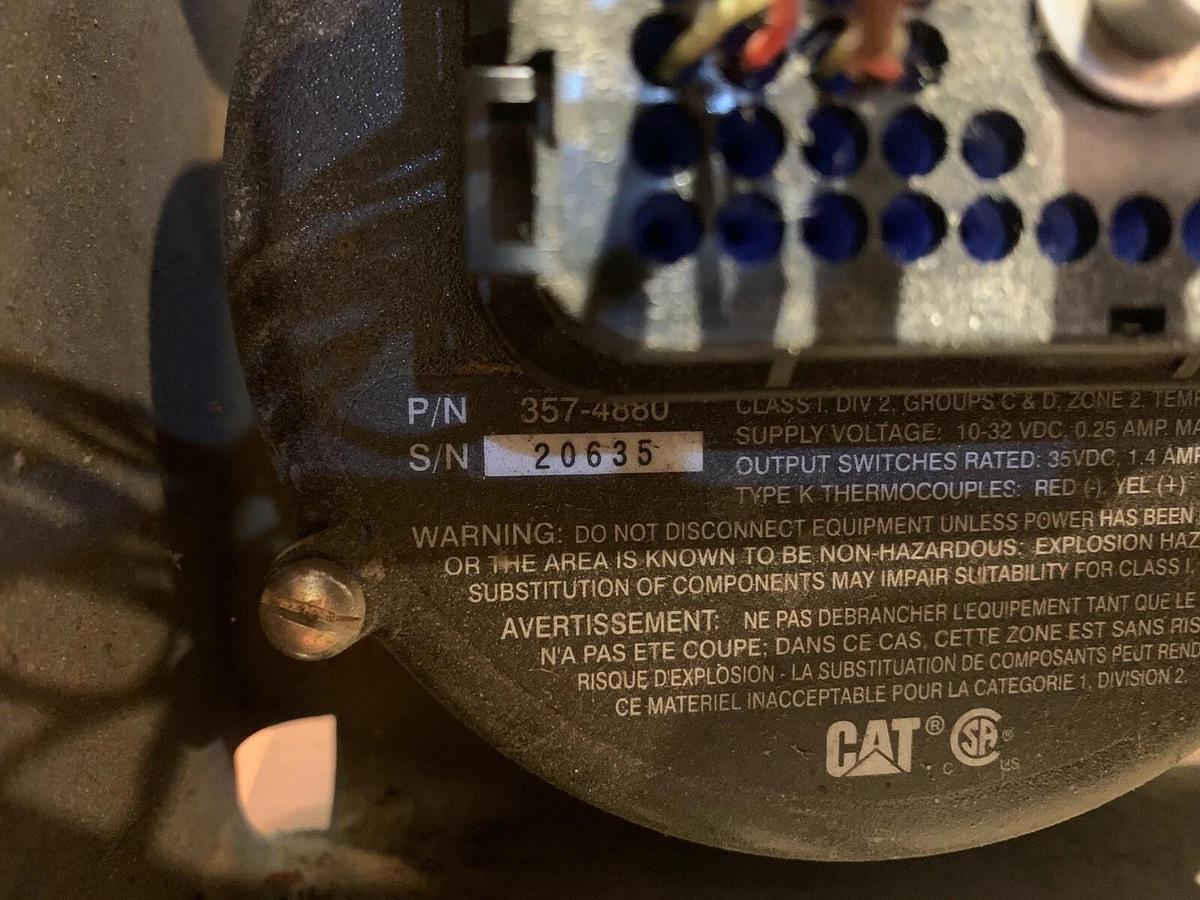 P/N 357-4880
S/N 20635
CLASS I, DIV 2, GROUPS C & D, ZONE 2, TEMP
SUPPLY VOLTAGE: 10-32 VDC, 0.25 AMP MA
OUTPUT SWITCHES RATED: 35VDC, 1.4 AMP
TYPE K THERMOCOUPLES: RED (-), YEL (+)
WARNING: DO NOT DISCONNECT EQUIPMENT UNLESS POWER HAS BEEN
OR THE AREA IS KNOWN TO BE NON-HAZARDOUS: EXPLOSION HAZ
SUBSTITUTION OF COMPONENTS MAY IMPAIR SUITABILITY FOR CLASS I,
AVERTISSEMENT: NE PAS DEBRANCHER L'EQUIPEMENT TANT QUE LE
N'A PAS ETE COUPE; DANS CE CAS, CETTE ZONE EST SANS RIS
RISQUE D'EXPLOSION - LA SUBSTITUATION DE COMPOSANTS PEUT REND
CE MATERIEL INACCEPTABLE POUR LA CATEGORIE 1, DIVISION 2.
CAT® SA®
C US